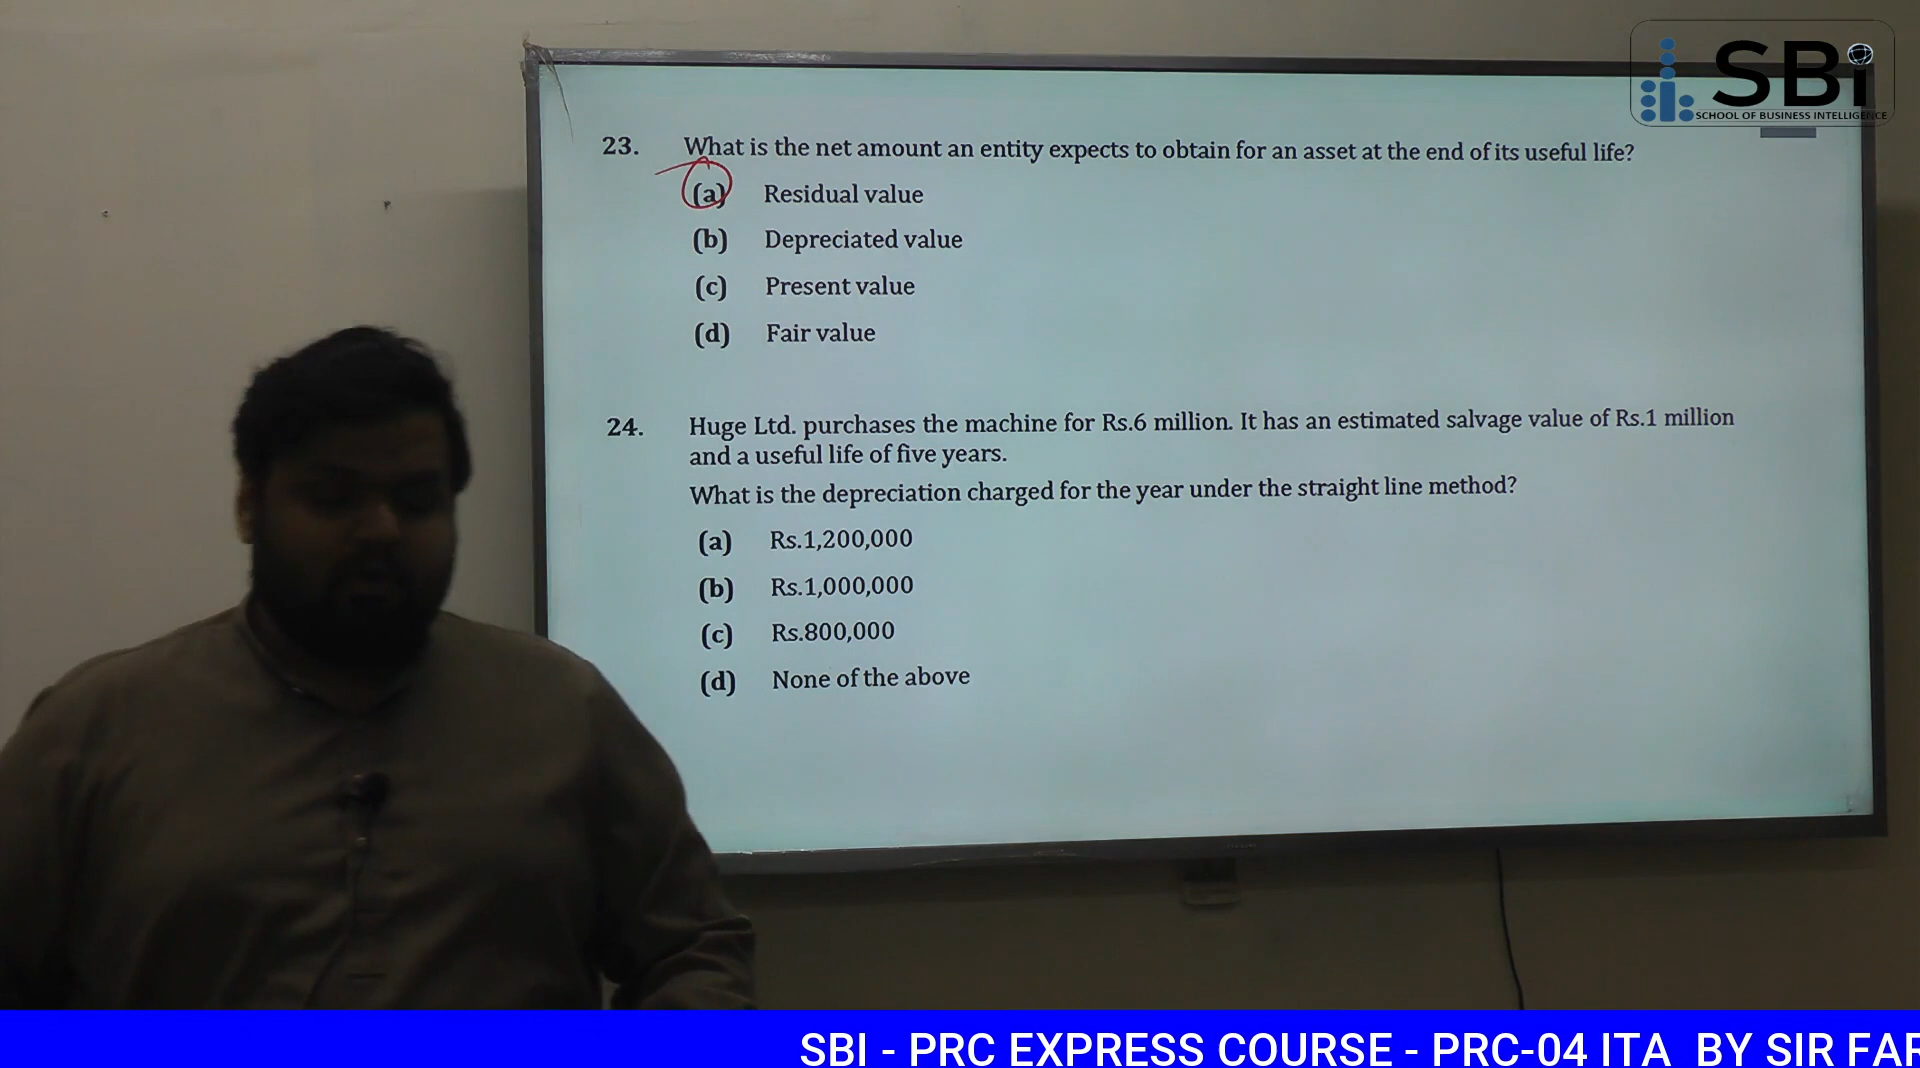 SBi
SCHOOL OF BUSINESS INTELLIGENCE
23. What is the net amount an entity expects to obtain for an asset at the end of its useful life?
(a) Residual value
(b) Depreciated value
(c) Present value
(d) Fair value
24. Huge Ltd. purchases the machine for Rs.6 million. It has an estimated salvage value of Rs.1 million
and a useful life of five years.
What is the depreciation charged for the year under the straight line method?
(a) Rs.1,200,000
(b) Rs.1,000,000
(c) Rs.800,000
(d) None of the above
SBI - PRC EXPRESS COURSE - PRC-04 ITA BY SIR FAR